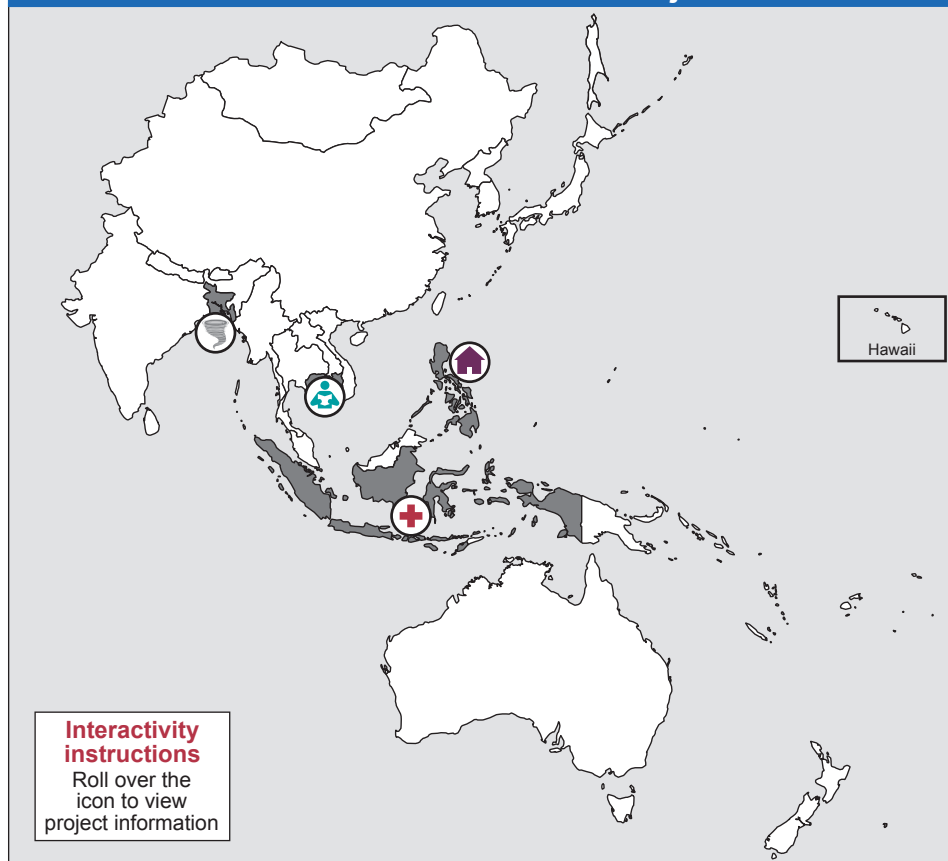 Hawaii
Interactivity
instructions
Roll over the
icon to view
project information